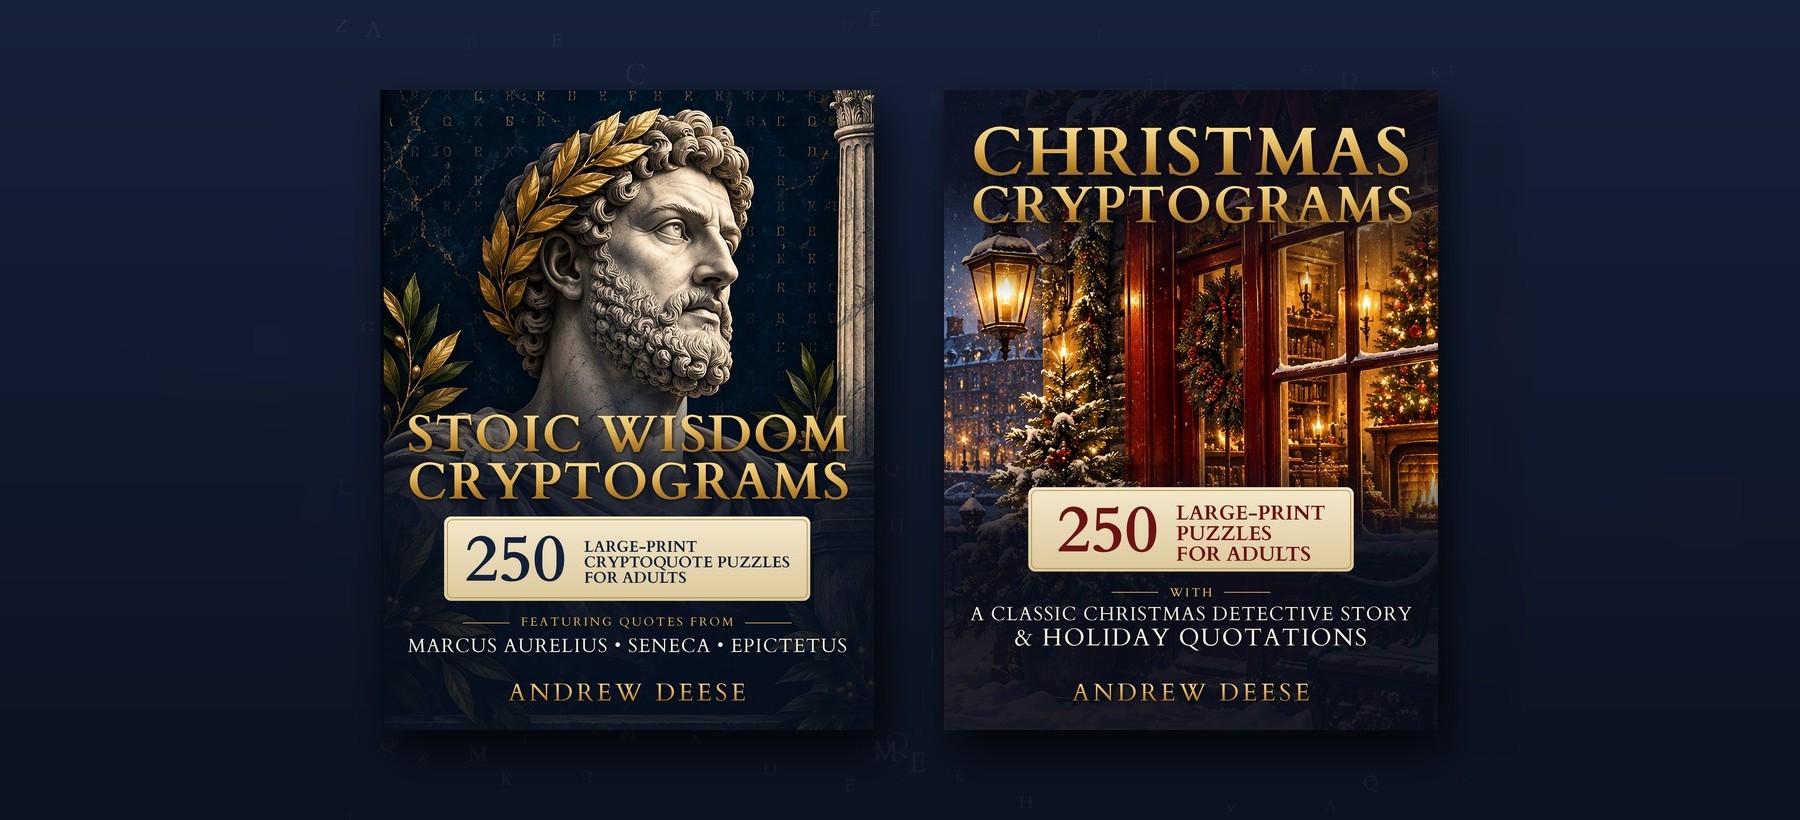 STOIC WISDOM
CRYPTOGRAMS
250
LARGE-PRINT
CRYPTOQUOTE PUZZLES
FOR ADULTS
FEATURING QUOTES FROM
MARCUS AURELIUS • SENECA • EPICTETUS
ANDREW DEESE
CHRISTMAS
CRYPTOGRAMS
250
LARGE-PRINT
PUZZLES
FOR ADULTS
WITH
A CLASSIC CHRISTMAS DETECTIVE STORY
& HOLIDAY QUOTATIONS
ANDREW DEESE